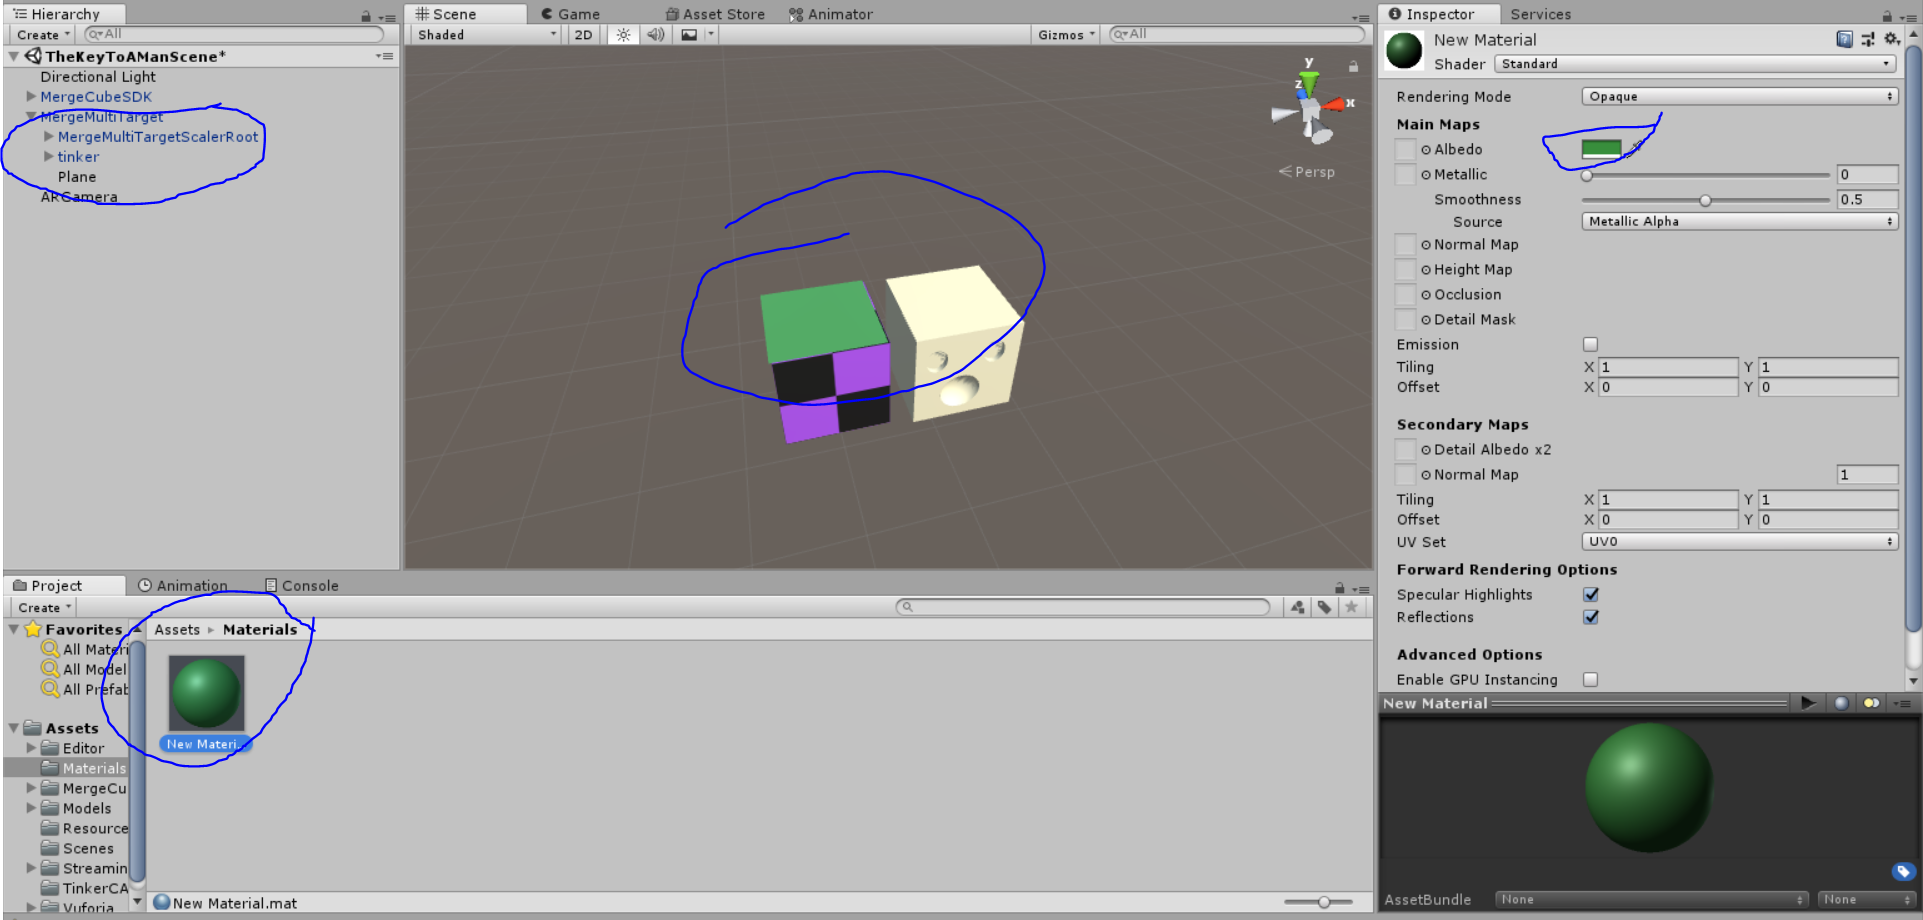 Hierarchy
Create All
TheKeyToAManScene*
Directional Light
MergeCubeSDK
MergeMultiTarget
MergeMultiTargetScalerRoot
tinker
Plane
ARCamera
Scene Game Asset Store Animator
Shaded 2D Gizmos All
y
z
x
Persp
Inspector Services
New Material
Shader Standard
Rendering Mode Opaque
Main Maps
Albedo
Metallic 0
Smoothness 0.5
Source Metallic Alpha
Normal Map
Height Map
Occlusion
Detail Mask
Emission
Tiling X 1 Y 1
Offset X 0 Y 0
Secondary Maps
Detail Albedo x2
Normal Map 1
Tiling X 1 Y 1
Offset X 0 Y 0
UV Set UV0
Forward Rendering Options
Specular Highlights
Reflections
Advanced Options
Enable GPU Instancing
New Material
AssetBundle None None
Project Animation Console
Create
Favorites
All Materi
All Model
All Prefab
Assets
Editor
Materials
MergeCu
Models
Resource
Scenes
Streamin
TinkerCA
Vuforia
Assets Materials
New Materi...
New Material.mat